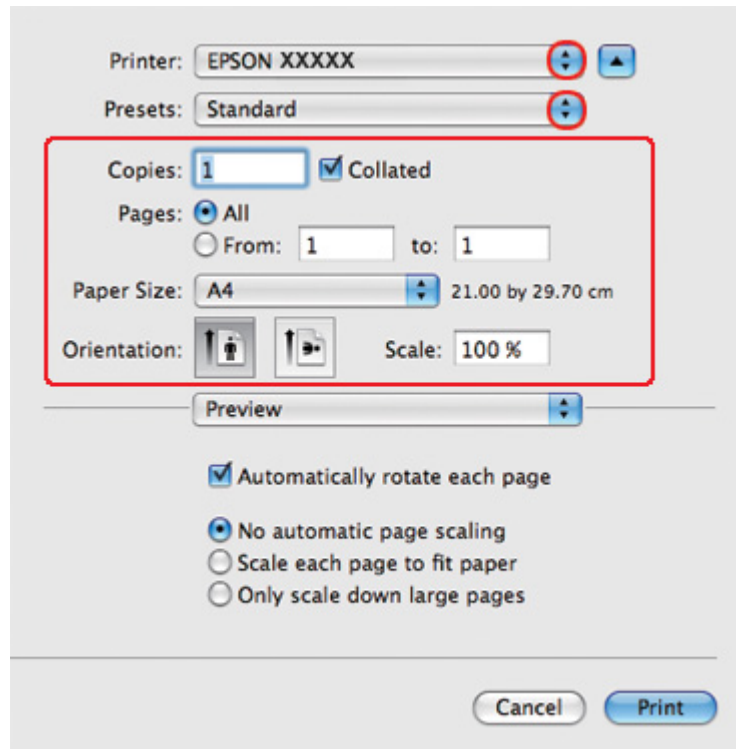 Printer: EPSON XXXXX
Presets: Standard
Copies: 1 Collated
Pages: All
From: 1 to: 1
Paper Size: A4 21.00 by 29.70 cm
Orientation: Scale: 100 %
Preview
Automatically rotate each page
No automatic page scaling
Scale each page to fit paper
Only scale down large pages
Cancel Print